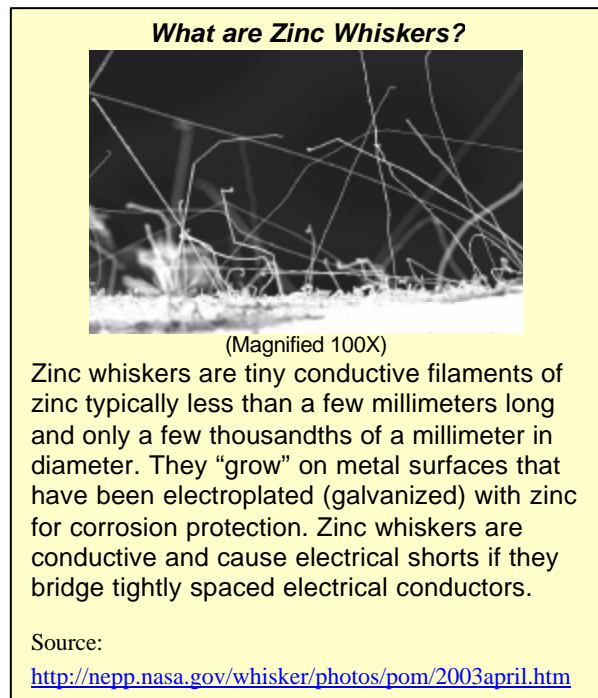 What are Zinc Whiskers?
(Magnified 100X)
Zinc whiskers are tiny conductive filaments of
zinc typically less than a few millimeters long
and only a few thousandths of a millimeter in
diameter. They “grow” on metal surfaces that
have been electroplated (galvanized) with zinc
for corrosion protection. Zinc whiskers are
conductive and cause electrical shorts if they
bridge tightly spaced electrical conductors.
Source:
http://nepp.nasa.gov/whisker/photos/pom/2003april.htm